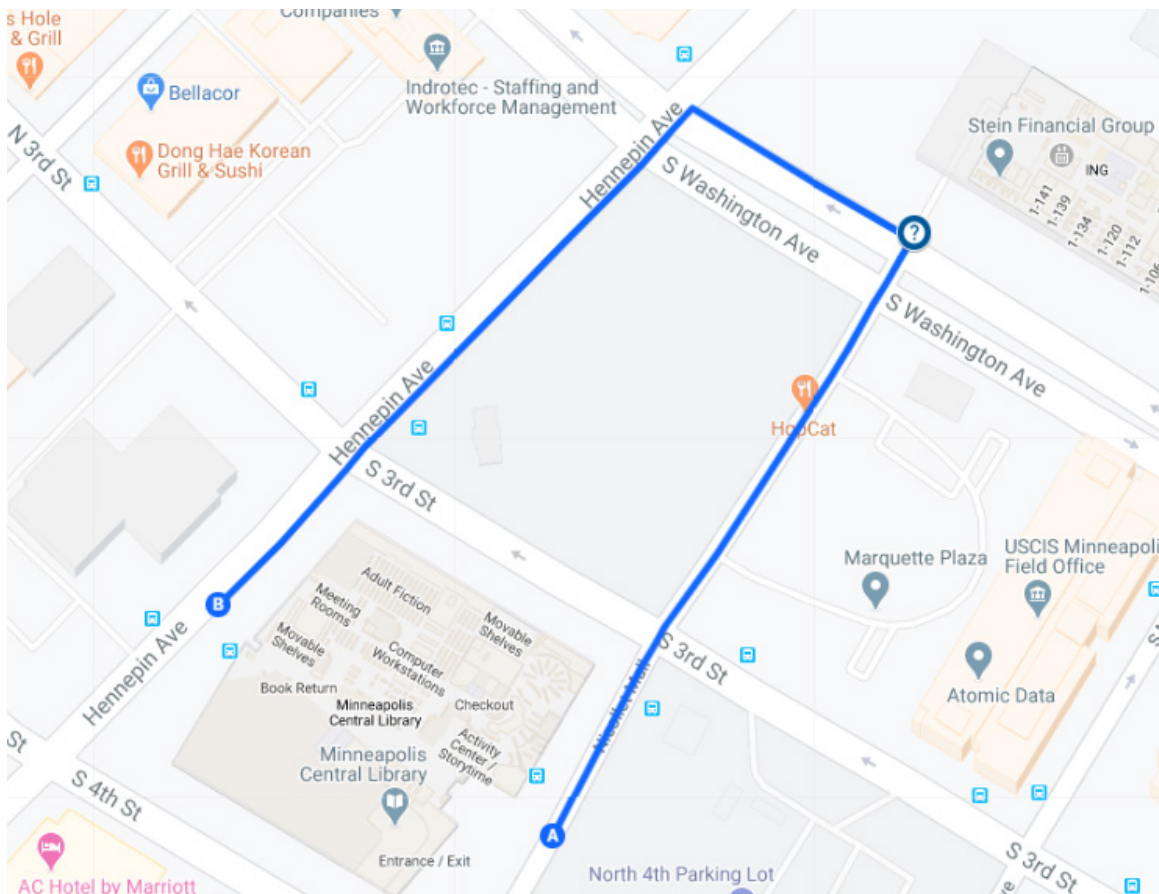 s Hole
& Grill
Companies
Indrotec - Staffing and
Workforce Management
Bellacor
Dong Hae Korean
Grill & Sushi
N 3rd St
Hennepin Ave
S Washington Ave
?
Stein Financial Group
ING
1-141
1-139
1-134
1-120
1-112
1-106
S Washington Ave
HopCat
Hennepin Ave
S 3rd St
Marquette Plaza
USCIS Minneapoli
Field Office
Atomic Data
B
Hennepin Ave
Adult Fiction
Meeting
Rooms
Movable
Shelves
Movable
Shelves
Computer
Workstations
Book Return
Minneapolis
Central Library
Checkout
Activity
Center /
Storytime
Minneapolis
Central Library
Entrance / Exit
Nicollet Mall
S 3rd St
A
St
S 4th St
AC Hotel by Marriott
North 4th Parking Lot
S 3rd St